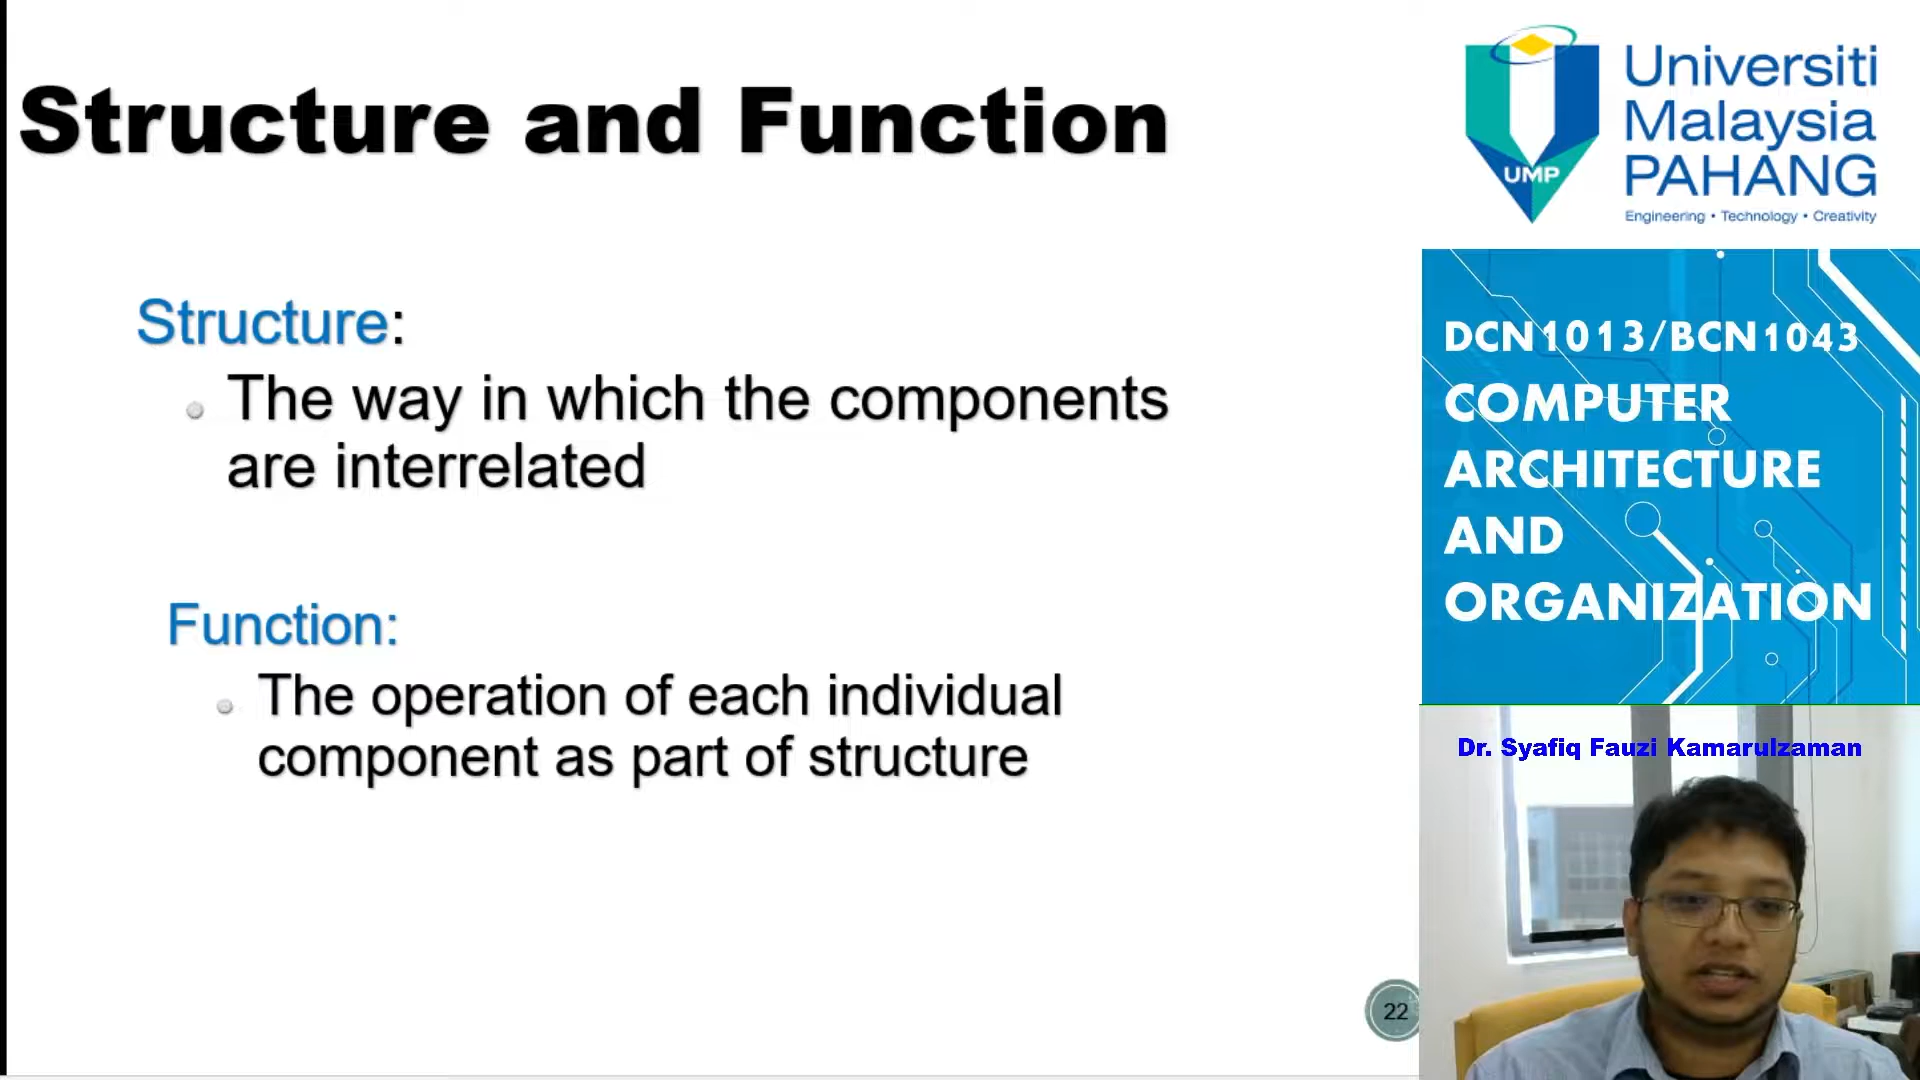 Structure and Function
Structure:
The way in which the components
are interrelated
Function:
The operation of each individual
component as part of structure
22
Universiti
Malaysia
PAHANG
Engineering • Technology • Creativity
UMP
DCN1013/BCN1043
COMPUTER
ARCHITECTURE
AND
ORGANIZATION
Dr. Syafiq Fauzi Kamarulzaman